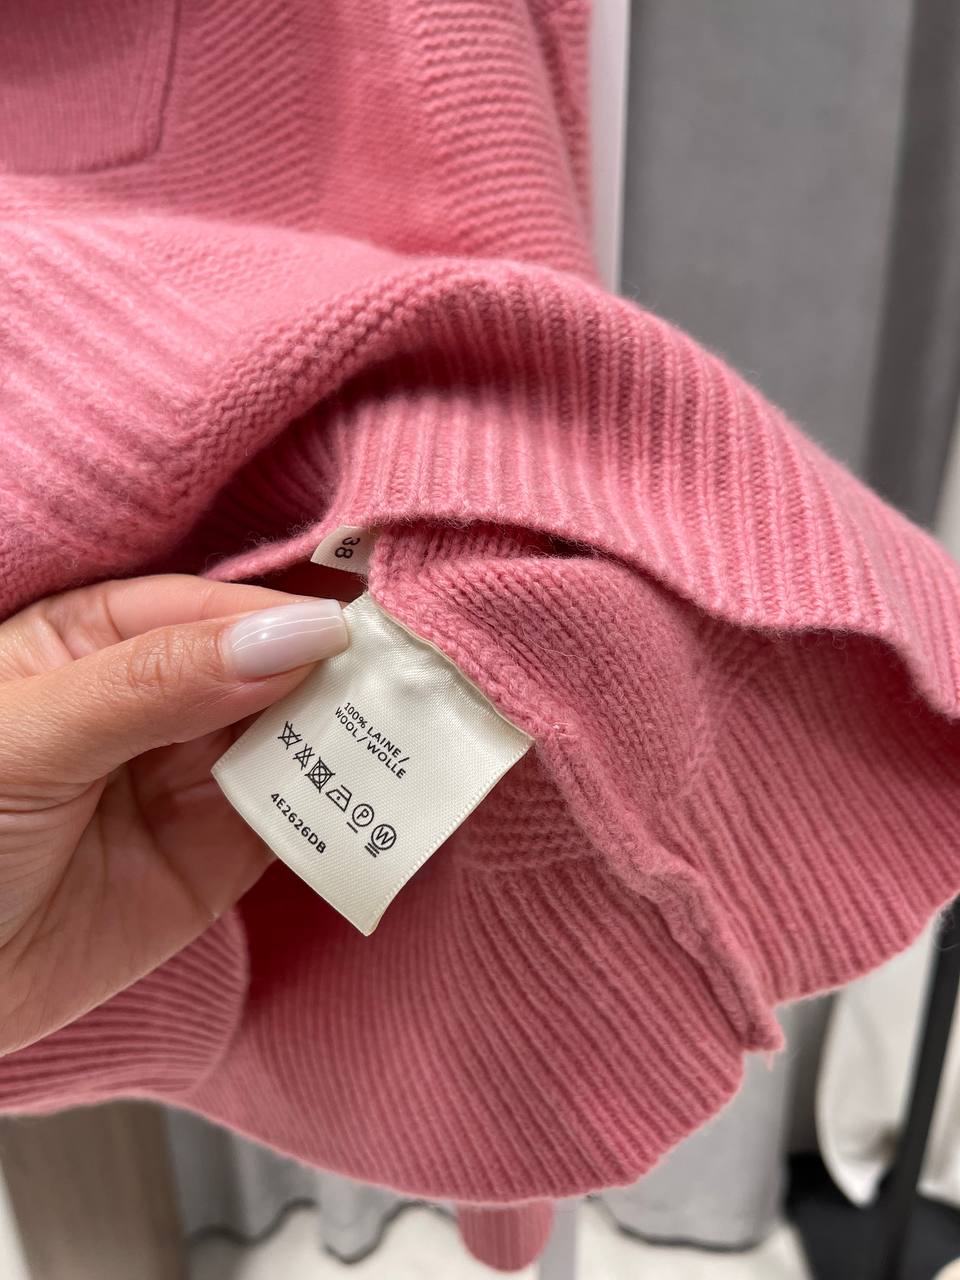 38
100% LAINE /
WOOL / WOLLE
P W
4E2626DB